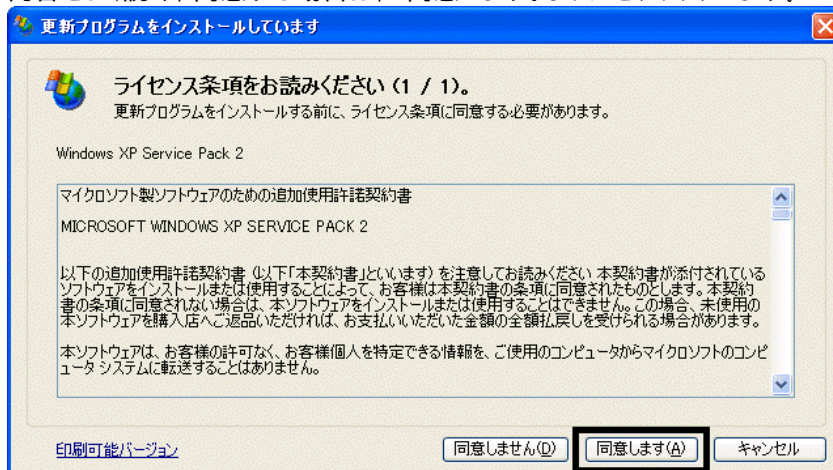 更新プログラムをインストールしています
ライセンス条項をお読みください (1 / 1)。
更新プログラムをインストールする前に、ライセンス条項に同意する必要があります。
Windows XP Service Pack 2
マイクロソフト製ソフトウェアのための追加使用許諾契約書
MICROSOFT WINDOWS XP SERVICE PACK 2
以下の追加使用許諾契約書 (以下「本契約書」といいます) を注意してお読みください 本契約書が添付されている
ソフトウェアをインストールまたは使用することによって、お客様は本契約書の条項に同意されたものとします。本契約
書の条項に同意されない場合は、本ソフトウェアをインストールまたは使用することはできません。この場合、未使用の
本ソフトウェアを購入店へご返品いただければ、お支払いいただいた金額の全額払戻しを受けられる場合があります。
本ソフトウェアは、お客様の許可なく、お客様個人を特定できる情報を、ご使用のコンピュータからマイクロソフトのコンピ
ュータ システムに転送することはありません。
印刷可能バージョン 同意しません(D) 同意します(A) キャンセル